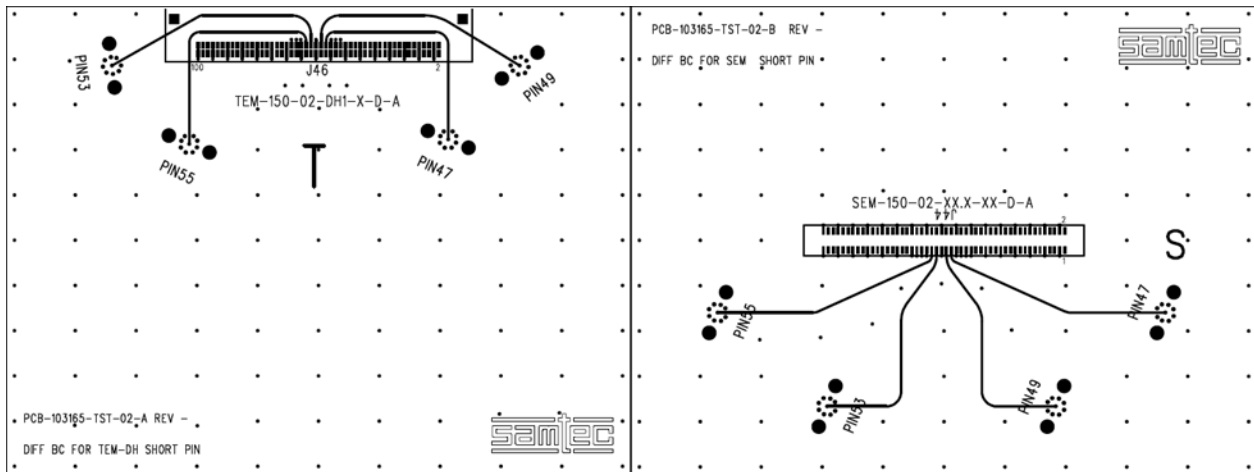 PIN53
100
J46
2
PIN49
TEM-150-02-DH1-X-D-A
PIN55
PIN47
T
PCB-103165-TST-02-A REV -
DIFF BC FOR TEM-DH SHORT PIN
samtec
PCB-103165-TST-02-B REV -
DIFF BC FOR SEM SHORT PIN
samtec
SEM-150-02-XX.X-XX-D-A
J44
2
1
S
PIN55
PIN47
PIN53
PIN49